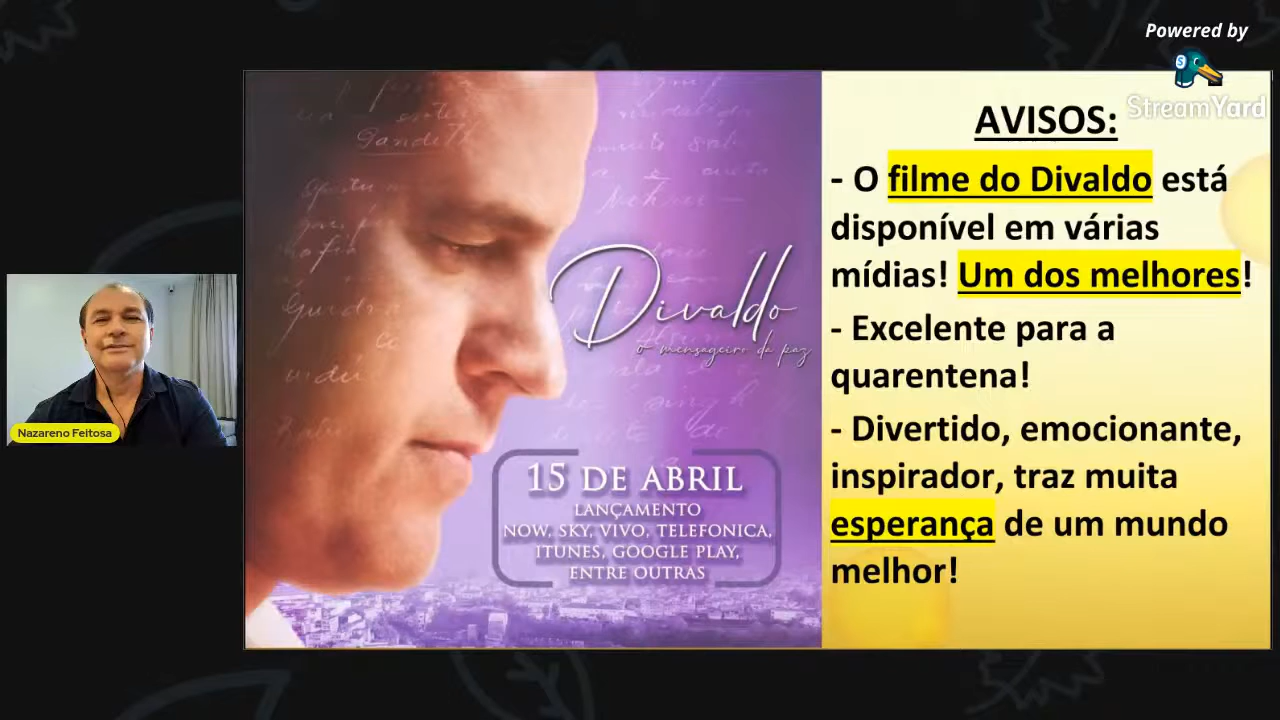 Powered by
StreamYard
Nazareno Feitosa
Gandeth
Divaldo
o mensageiro da paz
15 DE ABRIL
LANÇAMENTO
NOW, SKY, VIVO, TELEFONICA,
ITUNES, GOOGLE PLAY,
ENTRE OUTRAS
AVISOS:
- O filme do Divaldo está
disponível em várias
mídias! Um dos melhores!
- Excelente para a
quarentena!
- Divertido, emocionante,
inspirador, traz muita
esperança de um mundo
melhor!